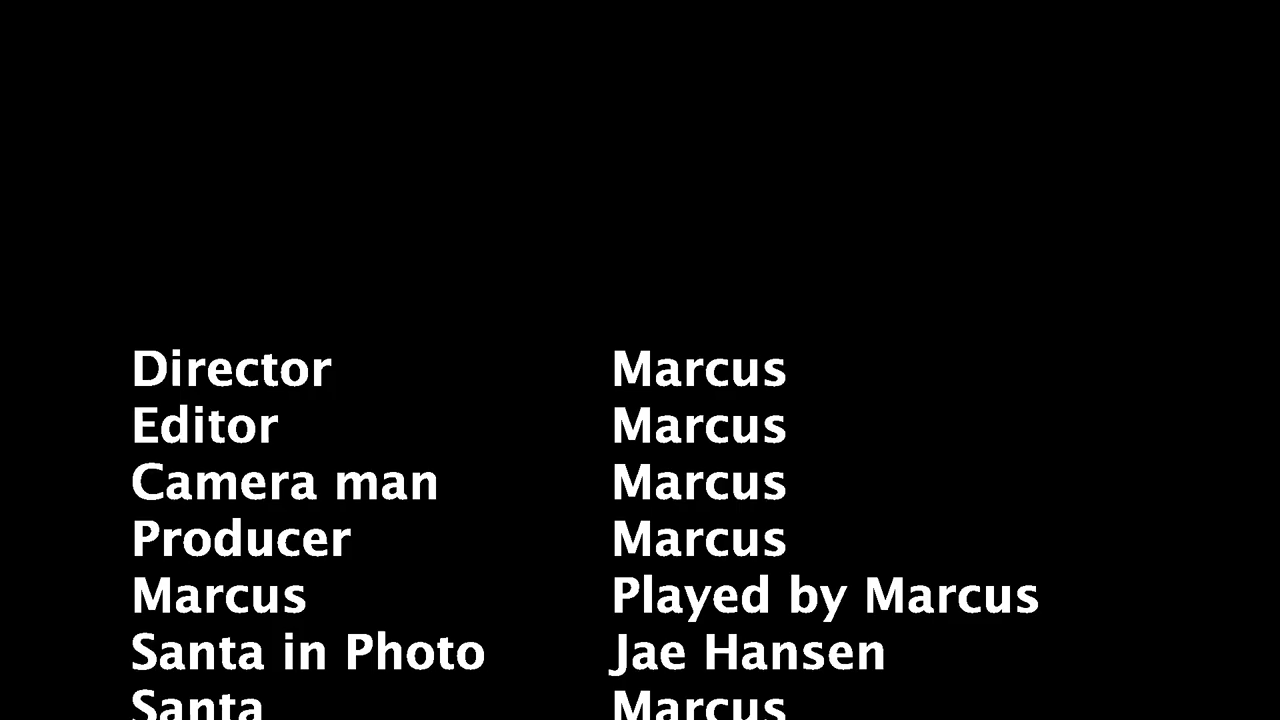 Director Marcus
Editor Marcus
Camera man Marcus
Producer Marcus
Marcus Played by Marcus
Santa in Photo Jae Hansen
Santa Marcus